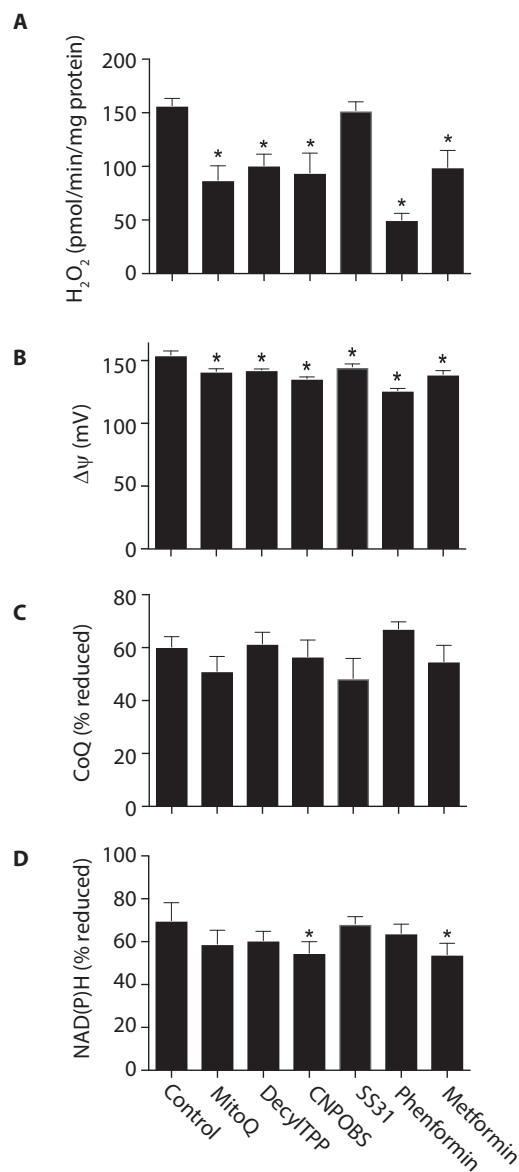 A
200
150
100
50
0
H₂O₂ (pmol/min/mg protein)
* * * * *
B
150
100
50
0
Δψ (mV)
* * * * * *
C
80
60
40
20
0
CoQ (% reduced)
D
100
80
60
40
20
0
NAD(P)H (% reduced)
* *
Control
MitoQ
DecylTPP
CNPOBS
SS31
Phenformin
Metformin